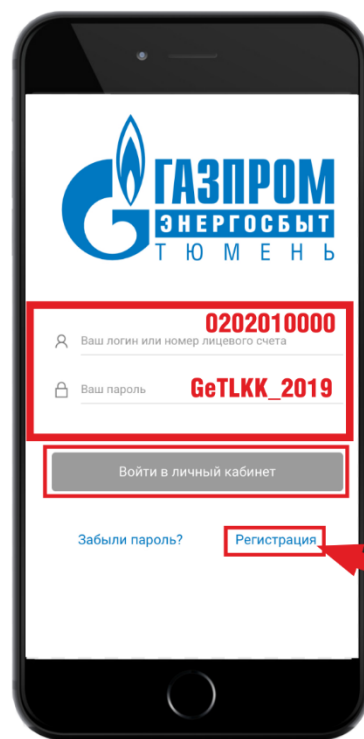 ГАЗПРОМ
ЭНЕРГОСБЫТ
ТЮМЕНЬ
0202010000
Ваш логин или номер лицевого счета
Ваш пароль GeTLKK_2019
Войти в личный кабинет
Забыли пароль? Регистрация